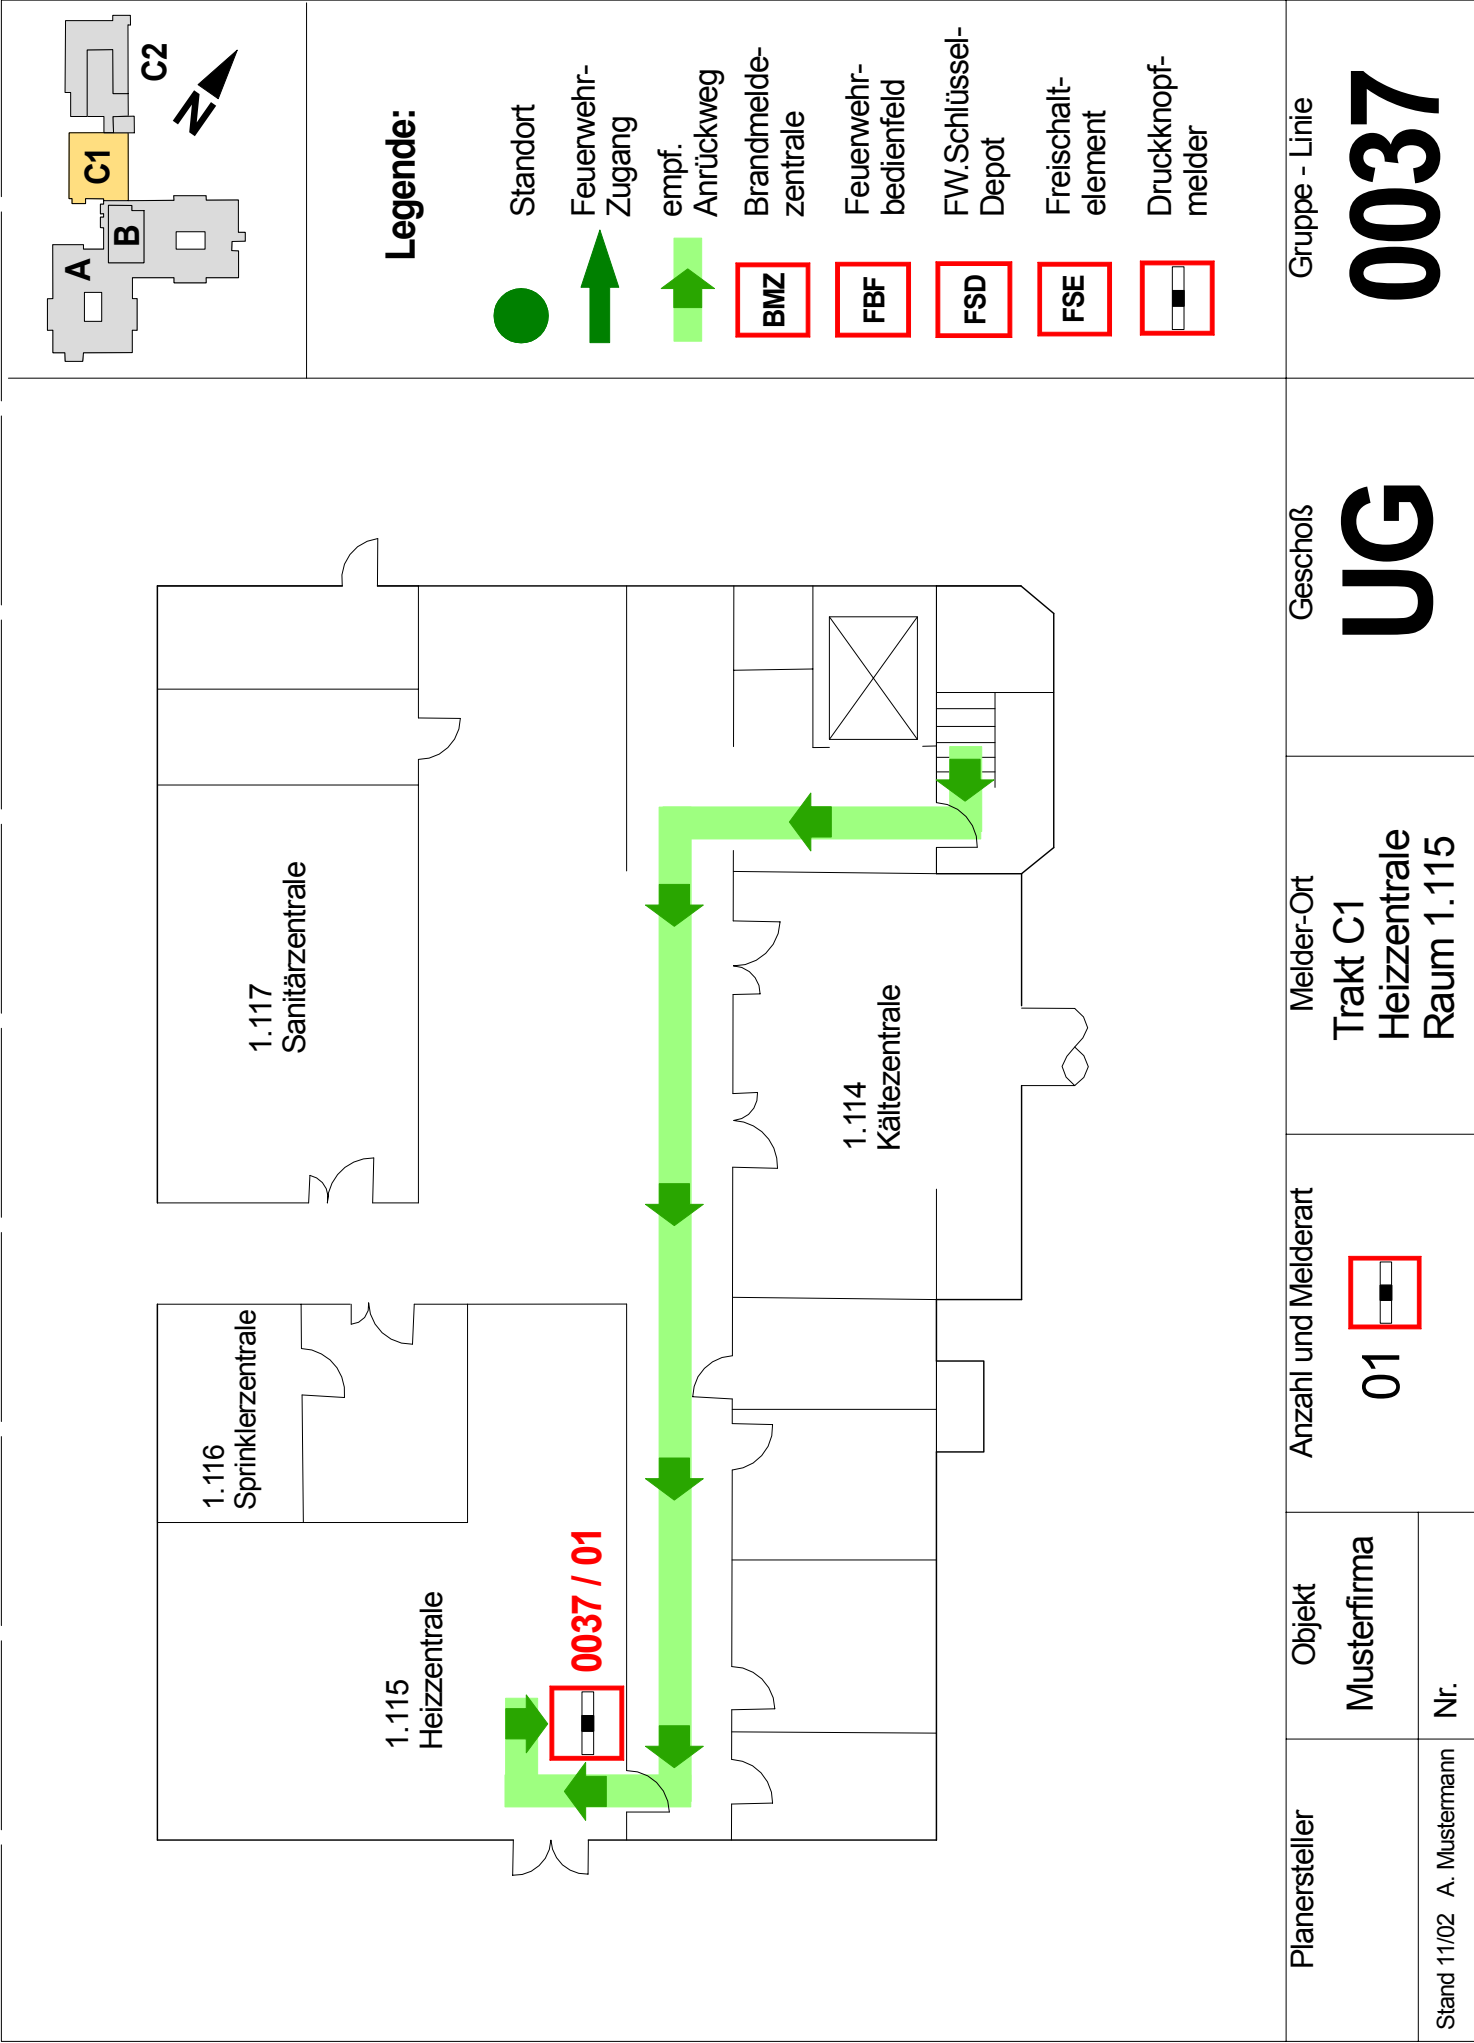 1.115
Heizzentrale
1.116
Sprinklerzentrale
1.117
Sanitärzentrale
0037 / 01
1.114
Kältezentrale
A
B
C1
C2
N
Legende:
Standort
Feuerwehr-
Zugang
empf.
Anrückweg
BMZ
Brandmelde-
zentrale
FBF
Feuerwehr-
bedienfeld
FSD
FW.Schlüssel-
Depot
FSE
Freischalt-
element
Druckknopf-
melder
Planersteller
Stand 11/02 A. Mustermann
Objekt
Musterfirma
Nr.
Anzahl und Melderart
01
Melder-Ort
Trakt C1
Heizzentrale
Raum 1.115
Geschoß
UG
Gruppe - Linie
0037